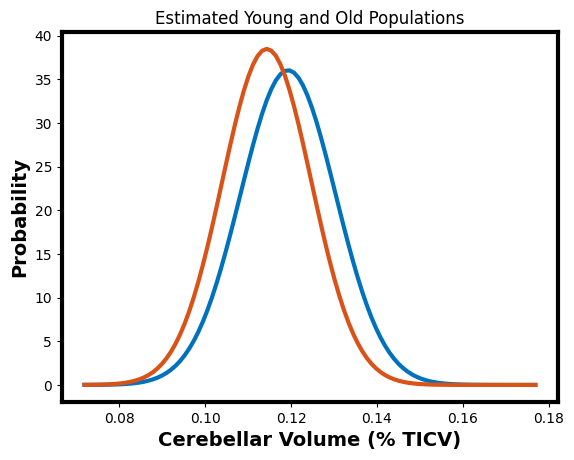 Estimated Young and Old Populations
40
35
30
25
20
15
10
5
0
Probability
0.08 0.10 0.12 0.14 0.16 0.18
Cerebellar Volume (% TICV)